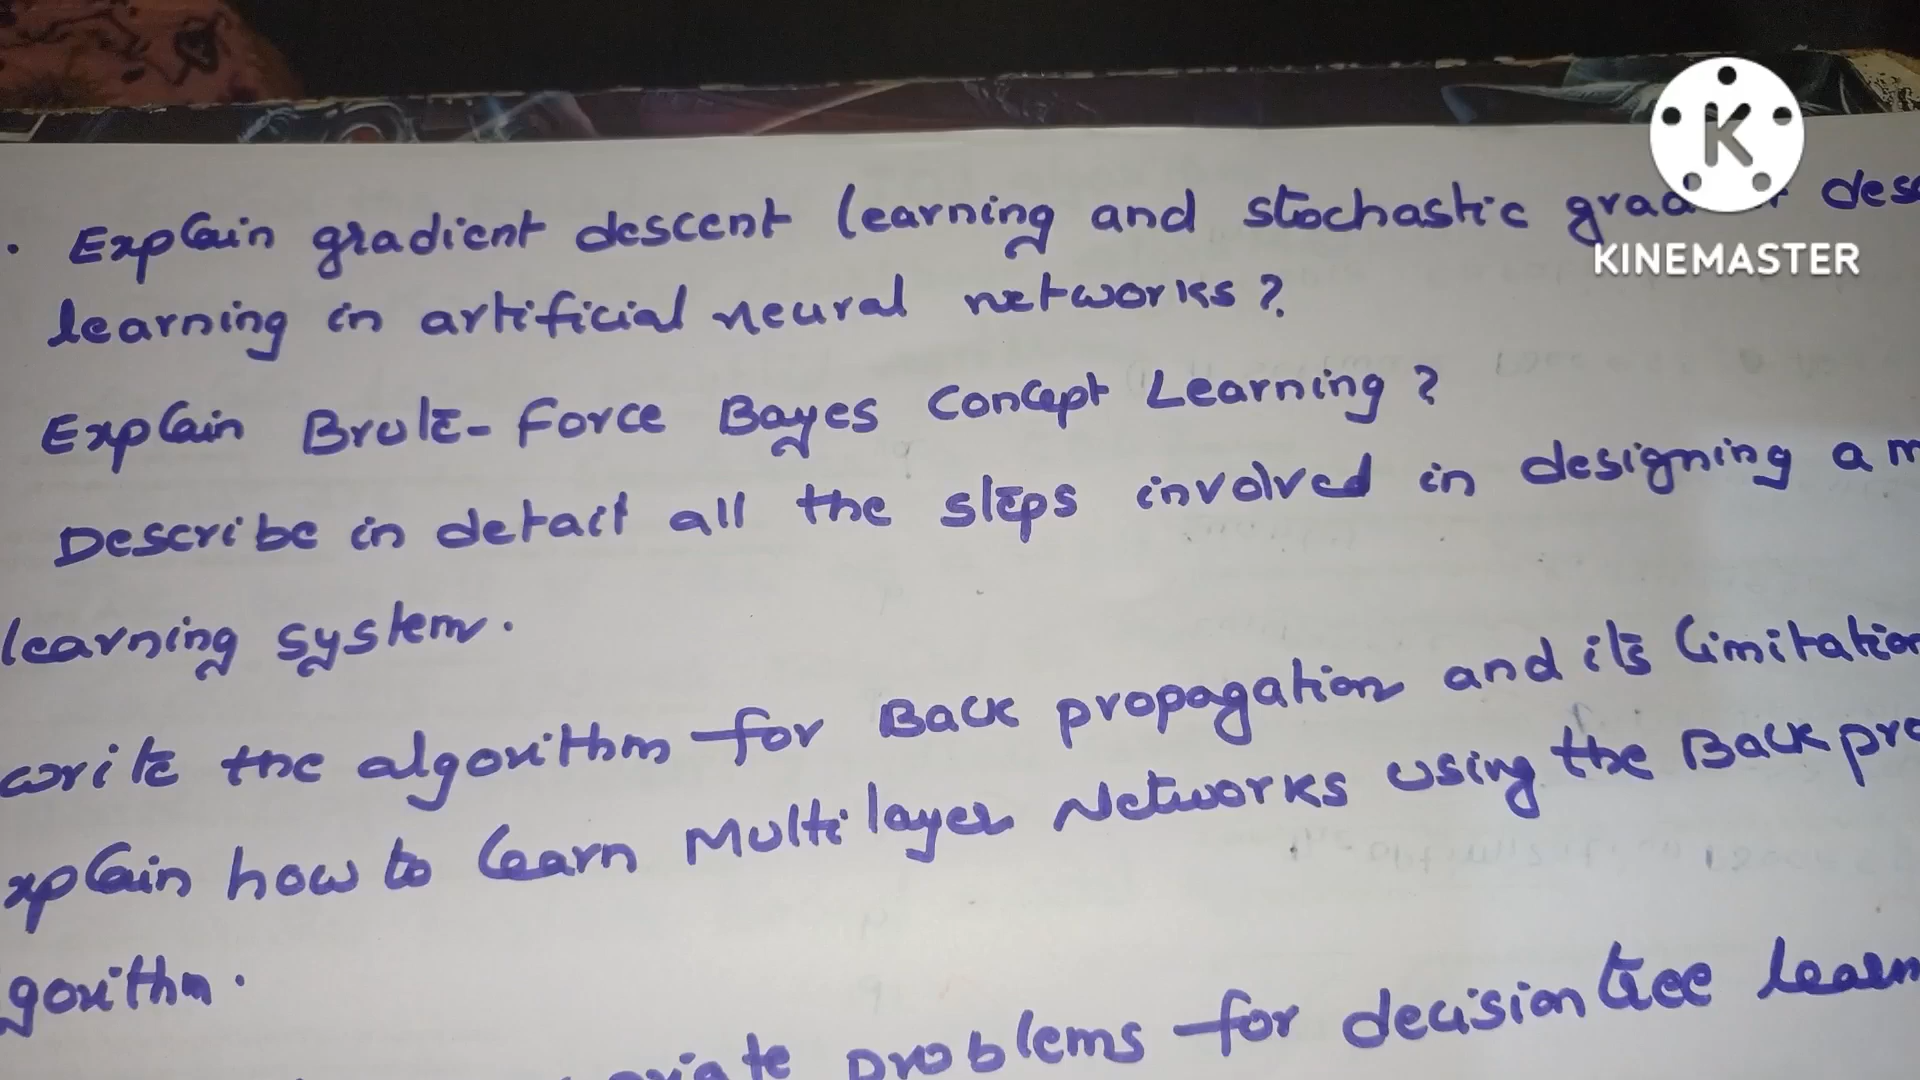 K
KINEMASTER
. Explain gradient descent learning and stochastic
learning in artificial neural networks?
Explain Brute-Force Bayes Concept Learning?
Describe in detail all the steps involved in designing a
learning system.
write the algorithm for Back propagation and its limitation
xplain how to learn Multilayer Networks using the Back pro
gorithm.
problems for decision tree learn